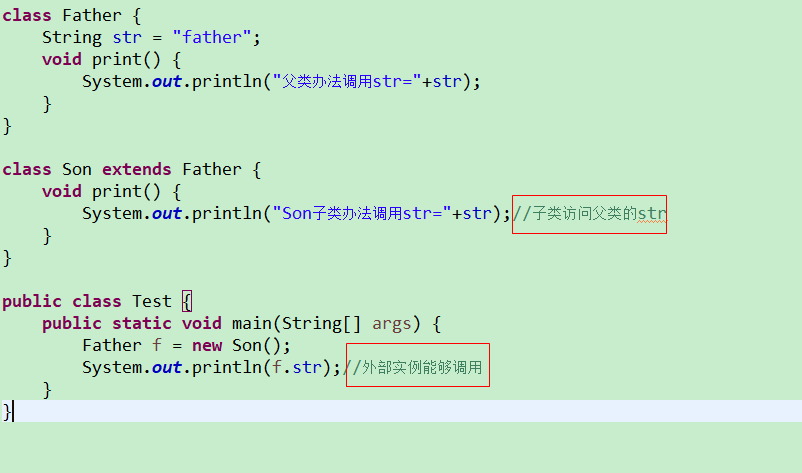 class Father {
    String str = "father";
    void print() {
        System.out.println("父类办法调用str="+str);
    }
}

class Son extends Father {
    void print() {
        System.out.println("Son子类办法调用str="+str);//子类访问父类的str
    }
}

public class Test {
    public static void main(String[] args) {
        Father f = new Son();
        System.out.println(f.str);//外部实例能够调用
    }
}